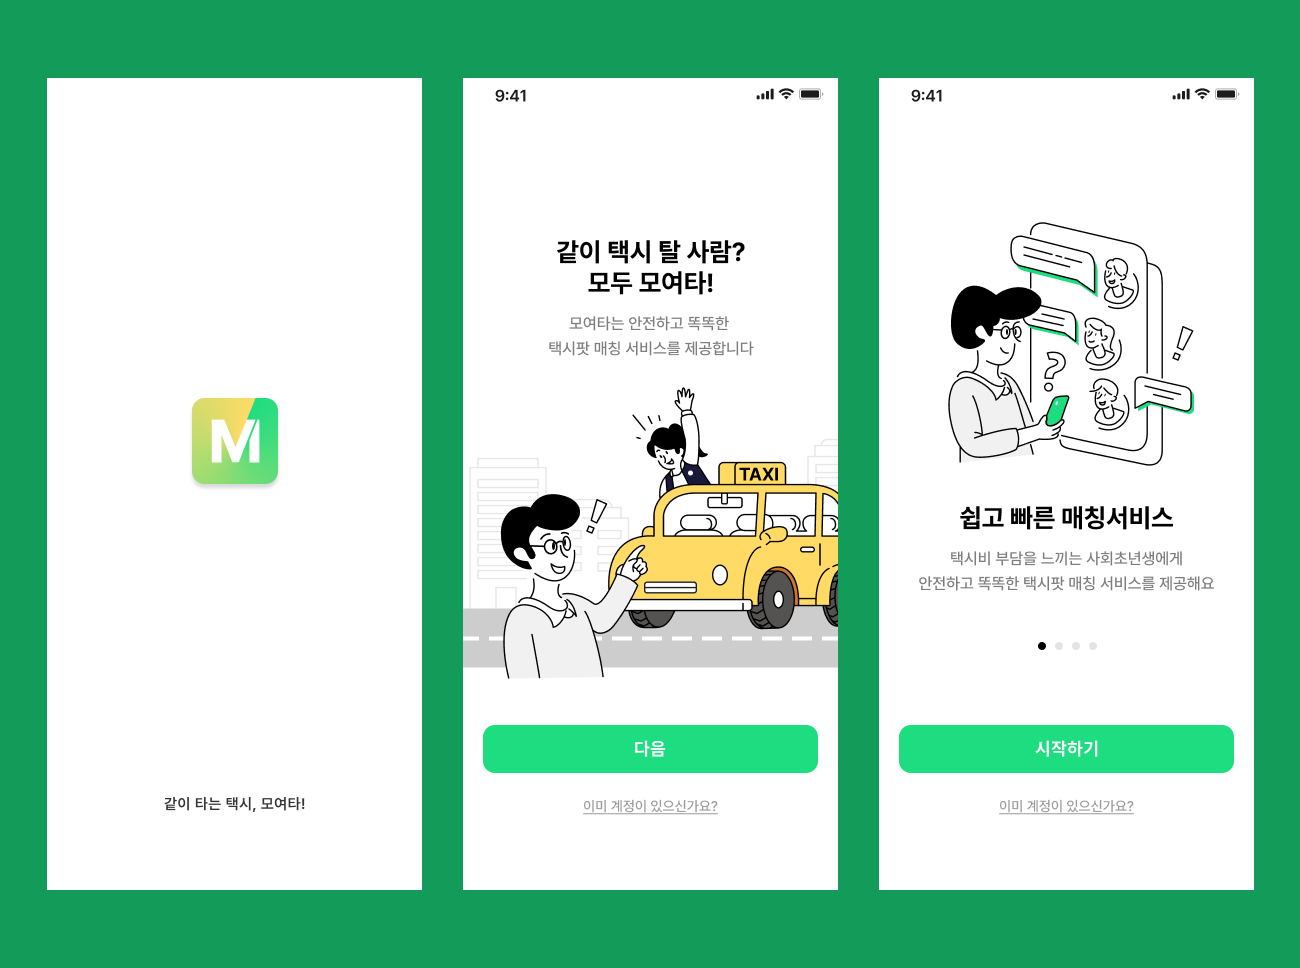 M
같이 타는 택시, 모여타!
9:41
같이 택시 탈 사람?
모두 모여타!
모여타는 안전하고 똑똑한
택시팟 매칭 서비스를 제공합니다
!
TAXI
다음
이미 계정이 있으신가요?
9:41
!
?
쉽고 빠른 매칭서비스
택시비 부담을 느끼는 사회초년생에게
안전하고 똑똑한 택시팟 매칭 서비스를 제공해요
시작하기
이미 계정이 있으신가요?